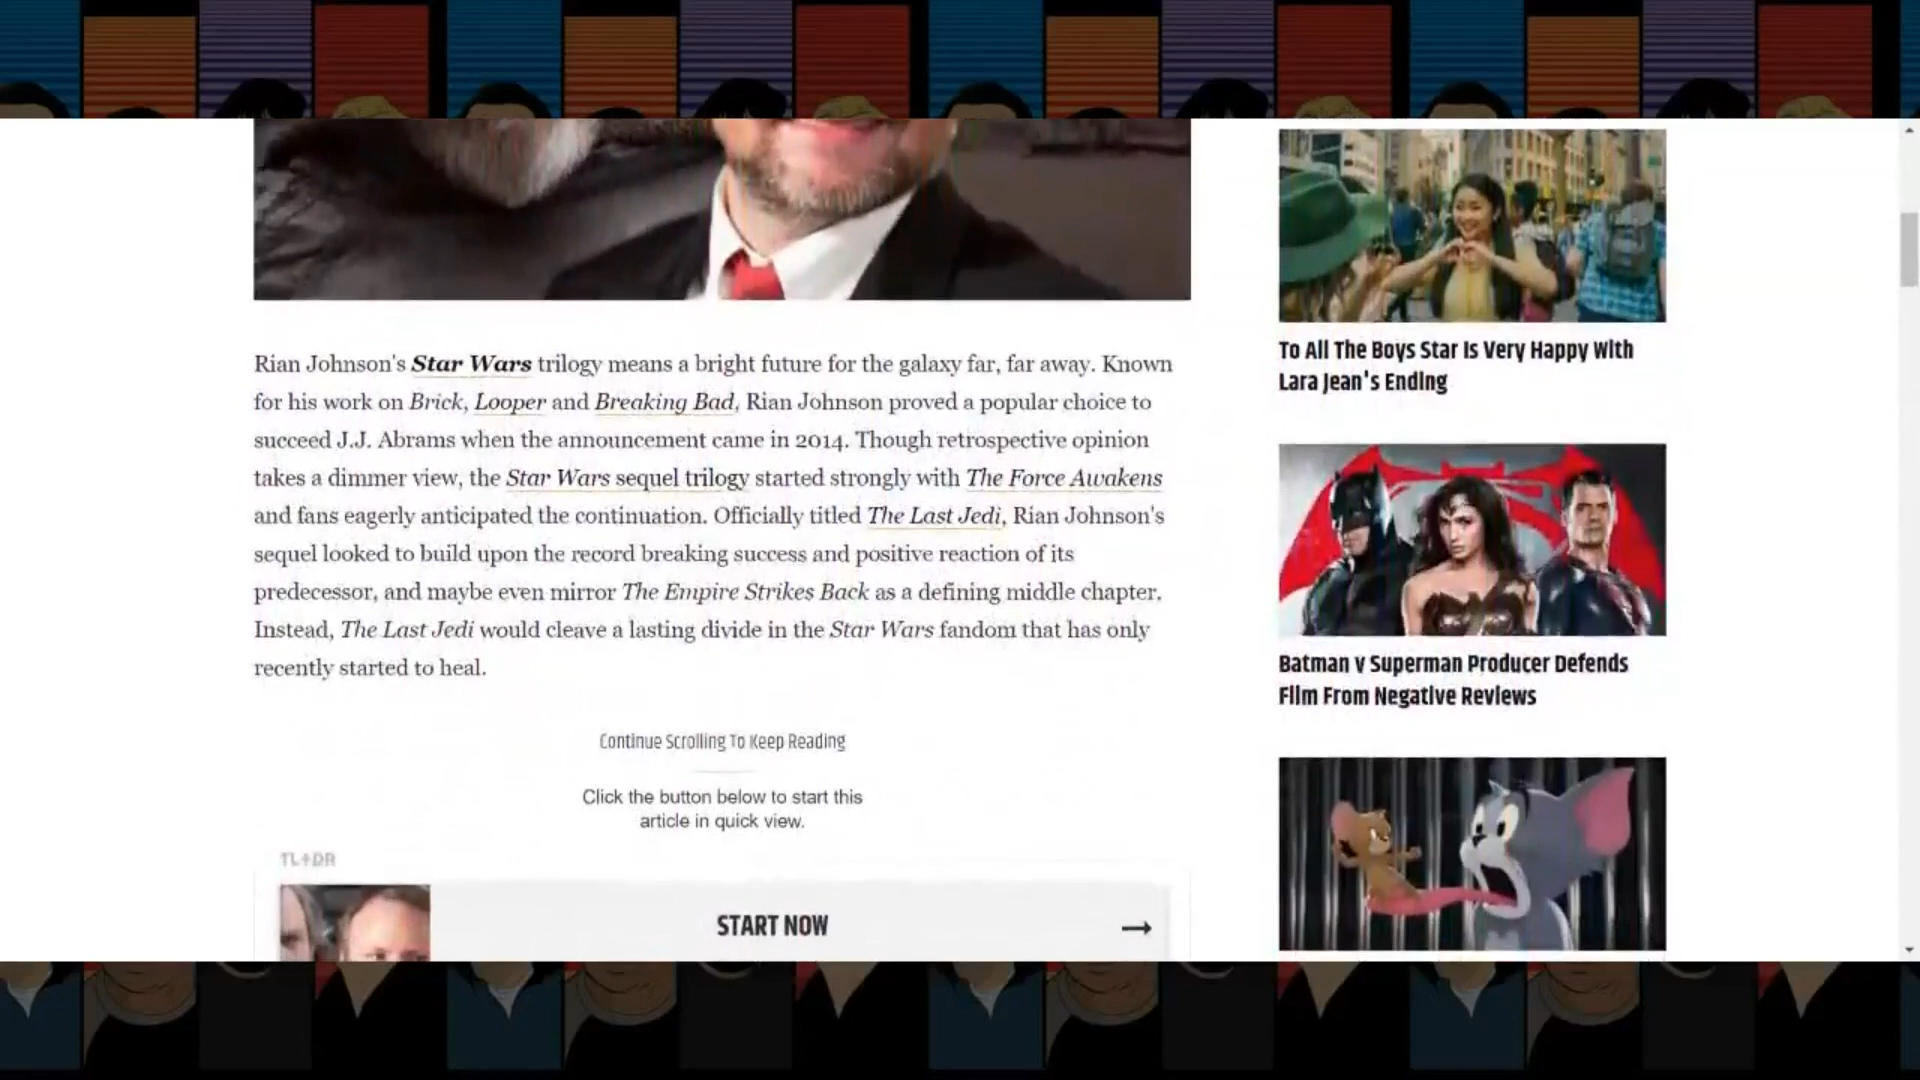 Rian Johnson's Star Wars trilogy means a bright future for the galaxy far, far away. Known
for his work on Brick, Looper and Breaking Bad, Rian Johnson proved a popular choice to
succeed J.J. Abrams when the announcement came in 2014. Though retrospective opinion
takes a dimmer view, the Star Wars sequel trilogy started strongly with The Force Awakens
and fans eagerly anticipated the continuation. Officially titled The Last Jedi, Rian Johnson's
sequel looked to build upon the record breaking success and positive reaction of its
predecessor, and maybe even mirror The Empire Strikes Back as a defining middle chapter.
Instead, The Last Jedi would cleave a lasting divide in the Star Wars fandom that has only
recently started to heal.
Continue Scrolling To Keep Reading
Click the button below to start this
article in quick view.
TL+DR
START NOW
To All The Boys Star Is Very Happy With
Lara Jean's Ending
Batman v Superman Producer Defends
Film From Negative Reviews